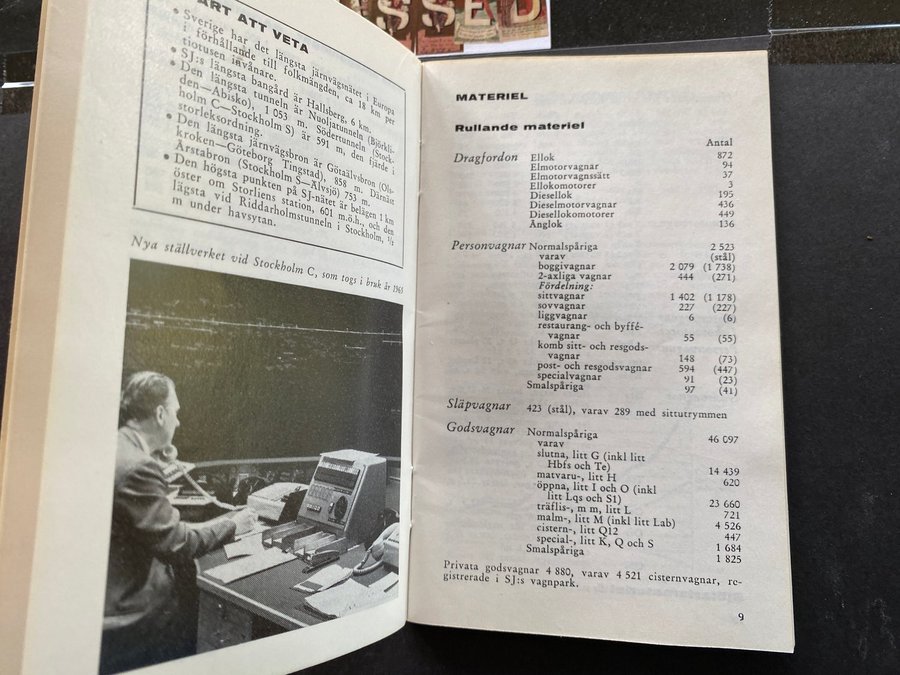 ART ATT VETA
• Sverige har det längsta järnvägsnätet i Europa
i förhållande till folkmängden, ca 18 km per
tiotusen invånare.
• SJ:s längsta bangård är Hallsberg, 6 km.
• Den längsta tunneln är Nuoljatunneln (Björkli-
den—Abisko), 1 053 m. Södertunneln (Stock-
holm C—Stockholm S) är 591 m, den fjärde i
storleksordning.
• Den längsta järnvägsbron är Götaälvsbron (Ols-
kroken—Göteborg Tingstad), 858 m. Därnäst
Årstabron (Stockholm S—Älvsjö) 753 m.
• Den högsta punkten på SJ-nätet är belägen 1 km
öster om Storliens station, 601 m.ö.h., och den
lägsta vid Riddarholmstunneln i Stockholm, ½
m under havsytan.
Nya ställverket vid Stockholm C, som togs i bruk år 1965
SSED
MATERIEL
Rullande materiel
Antal
Dragfordon Ellok 872
Elmotorvagnar 94
Elmotorvagnssätt 37
Ellokomotorer 3
Diesellok 195
Dieselmotorvagnar 436
Diesellokomotorer 449
Ånglok 136
Personvagnar Normalspåriga 2 523
varav (stål)
boggivagnar 2 079 (1 738)
2-axliga vagnar 444 (271)
Fördelning:
sittvagnar 1 402 (1 178)
sovvagnar 227 (227)
liggvagnar 6 (6)
restaurang- och byffé-
vagnar 55 (55)
komb sitt- och resgods-
vagnar 148 (73)
post- och resgodsvagnar 594 (447)
specialvagnar 91 (23)
Smalspåriga 97 (41)
Släpvagnar 423 (stål), varav 289 med sittutrymmen
Godsvagnar Normalspåriga 46 097
varav
slutna, litt G (inkl litt
Hbfs och Te) 14 439
matvaru-, litt H 620
öppna, litt I och O (inkl
litt Lqs och S1) 23 660
träflis-, m m, litt L 721
malm-, litt M (inkl litt Lab) 4 526
cistern-, litt Q12 447
special-, litt K, Q och S 1 684
Smalspåriga 1 825
Privata godsvagnar 4 880, varav 4 521 cisternvagnar, re-
gistrerade i SJ:s vagnpark.
9